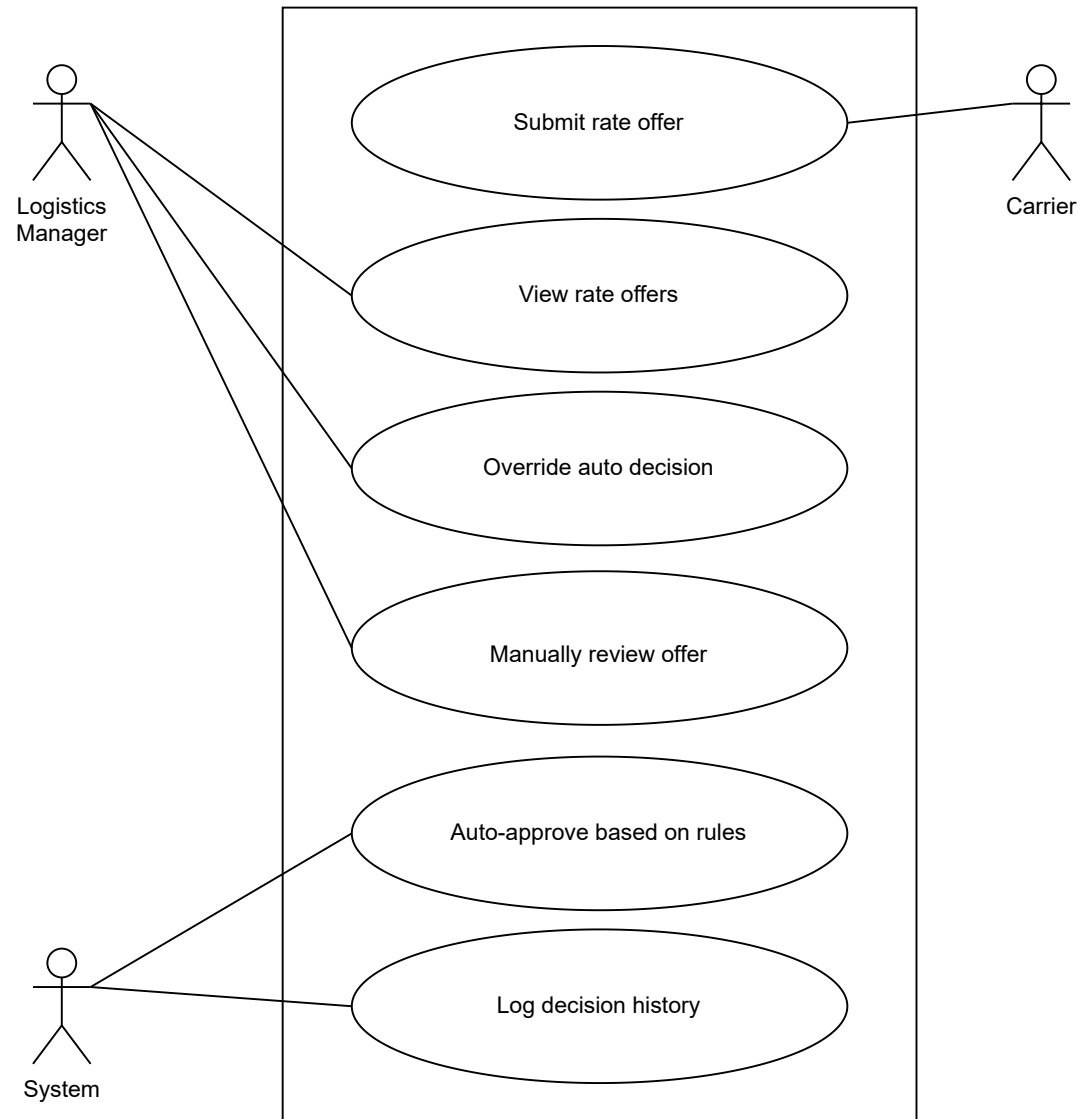 Submit rate offer
Logistics
Manager
Carrier
View rate offers
Override auto decision
Manually review offer
Auto-approve based on rules
Log decision history
System